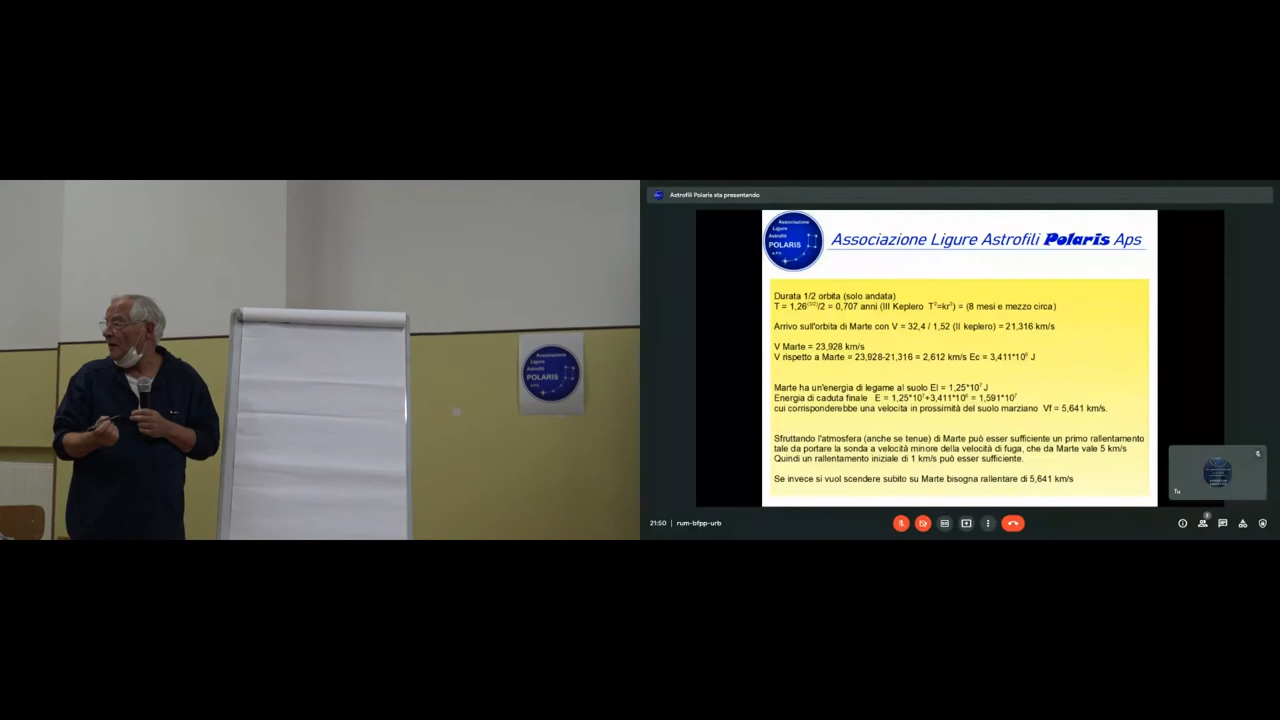 Astrofili Polaris sta presentando
Associazione
Ligure
Astrofili
POLARIS
A.P.S.
Associazione Ligure Astrofili Polaris Aps
Durata 1/2 orbita (solo andata)
T = 1,26^(3/2)/2 = 0,707 anni (III Keplero T²=kr³) = (8 mesi e mezzo circa)
Arrivo sull'orbita di Marte con V = 32,4 / 1,52 (II keplero) = 21,316 km/s
V Marte = 23,928 km/s
V rispetto a Marte = 23,928-21,316 = 2,612 km/s Ec = 3,411*10⁶ J
Marte ha un'energia di legame al suolo El = 1,25*10⁷ J
Energia di caduta finale E = 1,25*10⁷+3,411*10⁶ = 1,591*10⁷
cui corrisponderebbe una velocita in prossimità del suolo marziano Vf = 5,641 km/s.
Sfruttando l'atmosfera (anche se tenue) di Marte può esser sufficiente un primo rallentamento
tale da portare la sonda a velocità minore della velocità di fuga, che da Marte vale 5 km/s
Quindi un rallentamento iniziale di 1 km/s può esser sufficiente.
Se invece si vuol scendere subito su Marte bisogna rallentare di 5,641 km/s
Associazione
Ligure
Astrofili
POLARIS
A.P.S.
Tu
21:50 | rum-bfpp-urb
3